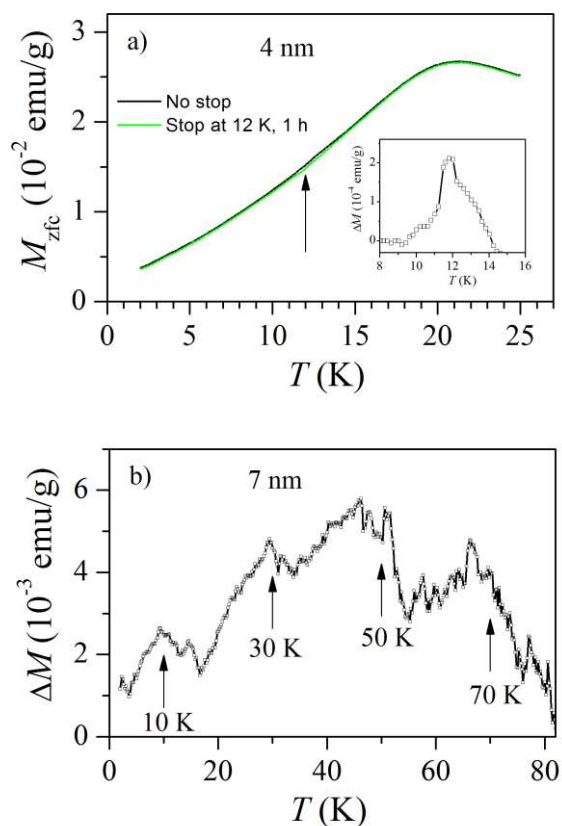 a)
4 nm
No stop
Stop at 12 K, 1 h
M_zfc (10^-2 emu/g)
3
2
1
0
0 5 10 15 20 25
T (K)
ΔM (10^-4 emu/g)
2
1
0
8 10 12 14 16
T (K)
b)
7 nm
ΔM (10^-3 emu/g)
6
4
2
0
10 K
30 K
50 K
70 K
0 20 40 60 80
T (K)